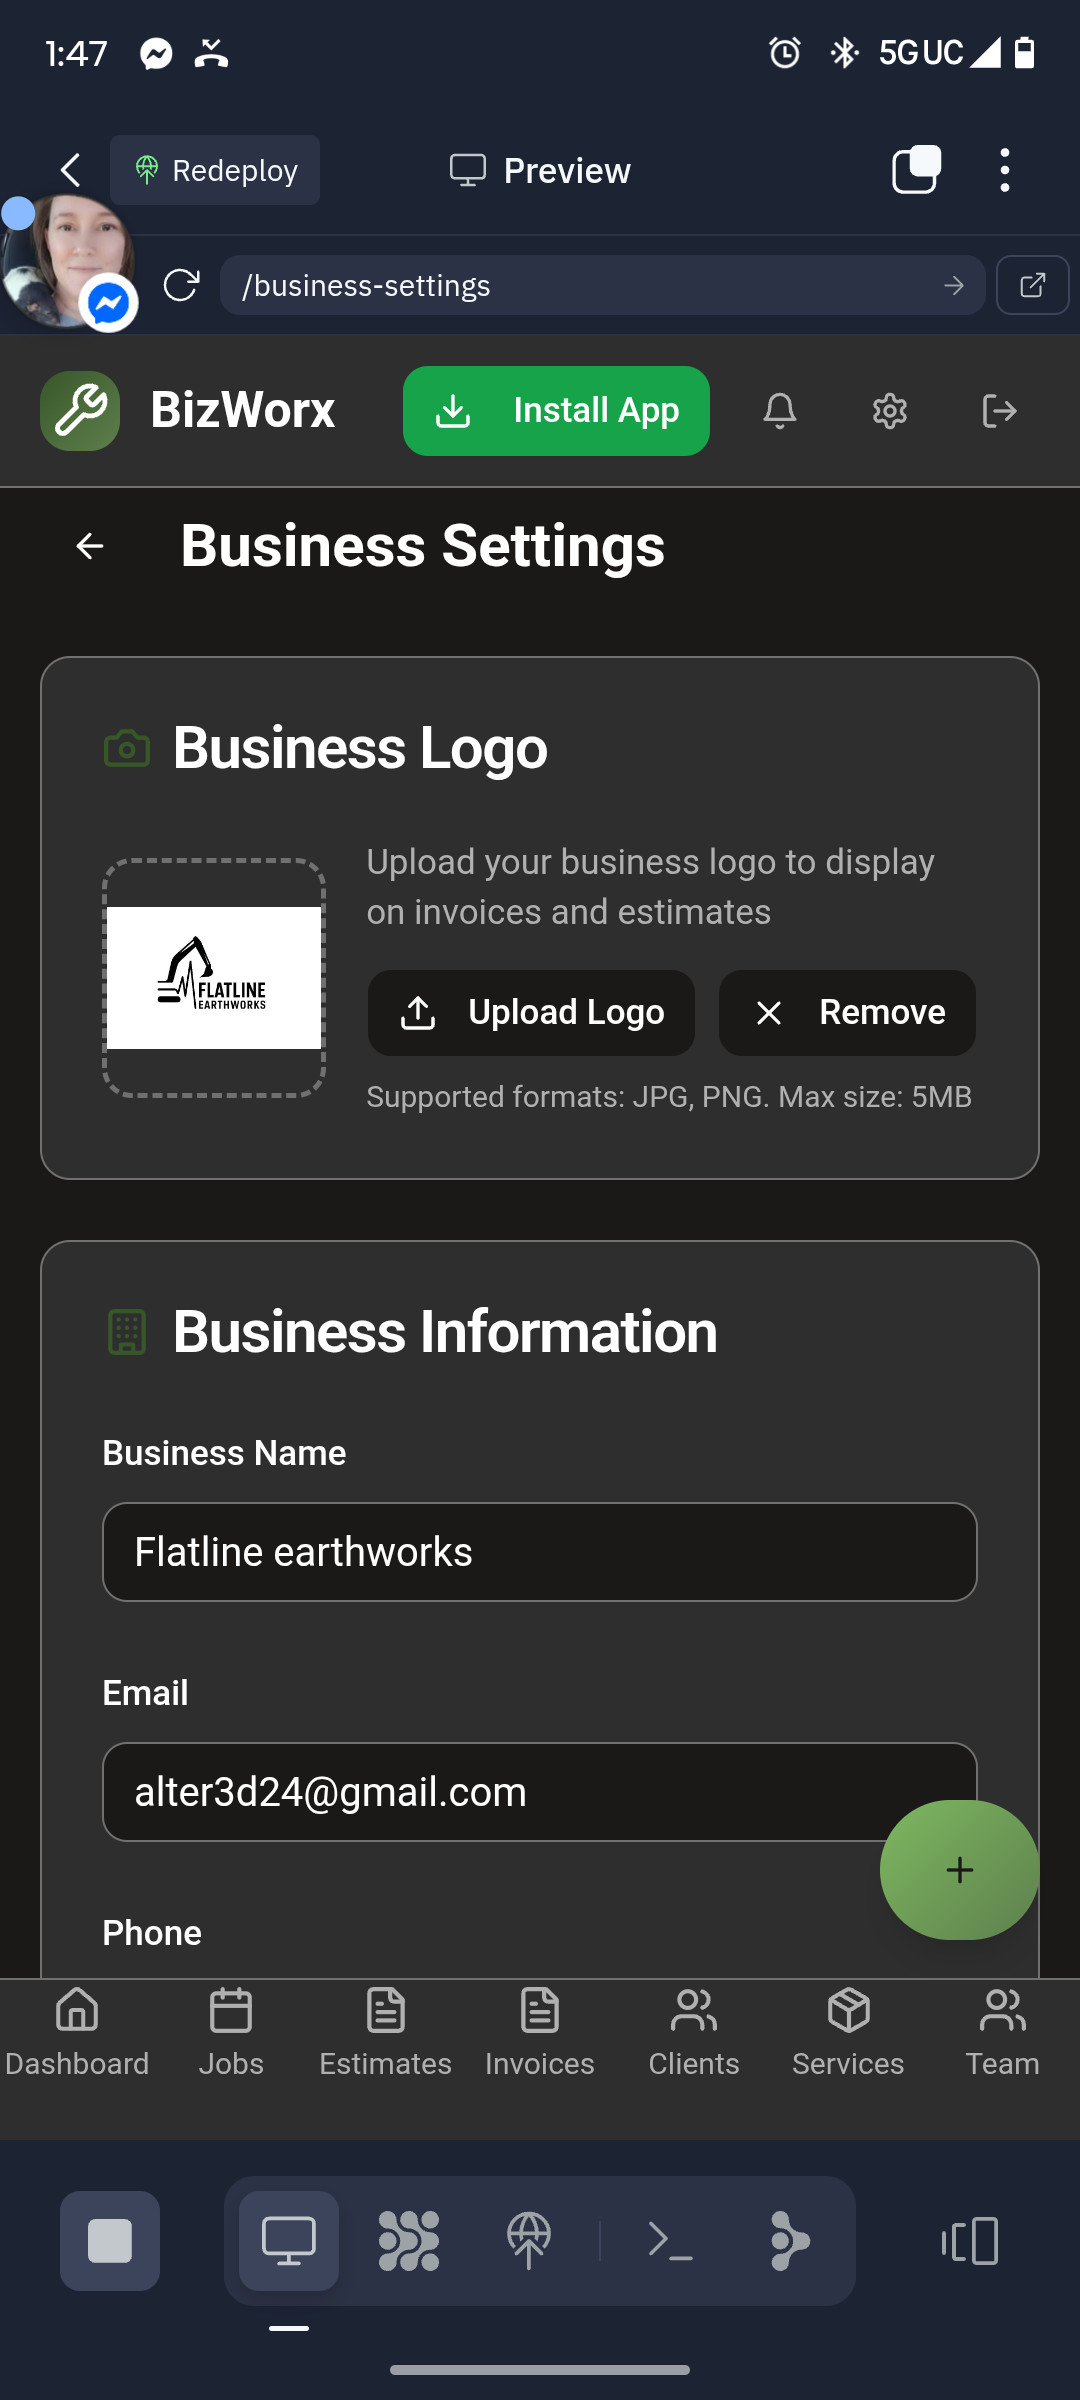 1:47
5G UC
Redeploy
Preview
/business-settings
BizWorx
Install App
Business Settings
Business Logo
Upload your business logo to display
on invoices and estimates
FLATLINE
EARTHWORKS
Upload Logo
Remove
Supported formats: JPG, PNG. Max size: 5MB
Business Information
Business Name
Flatline earthworks
Email
alter3d24@gmail.com
Phone
Dashboard
Jobs
Estimates
Invoices
Clients
Services
Team